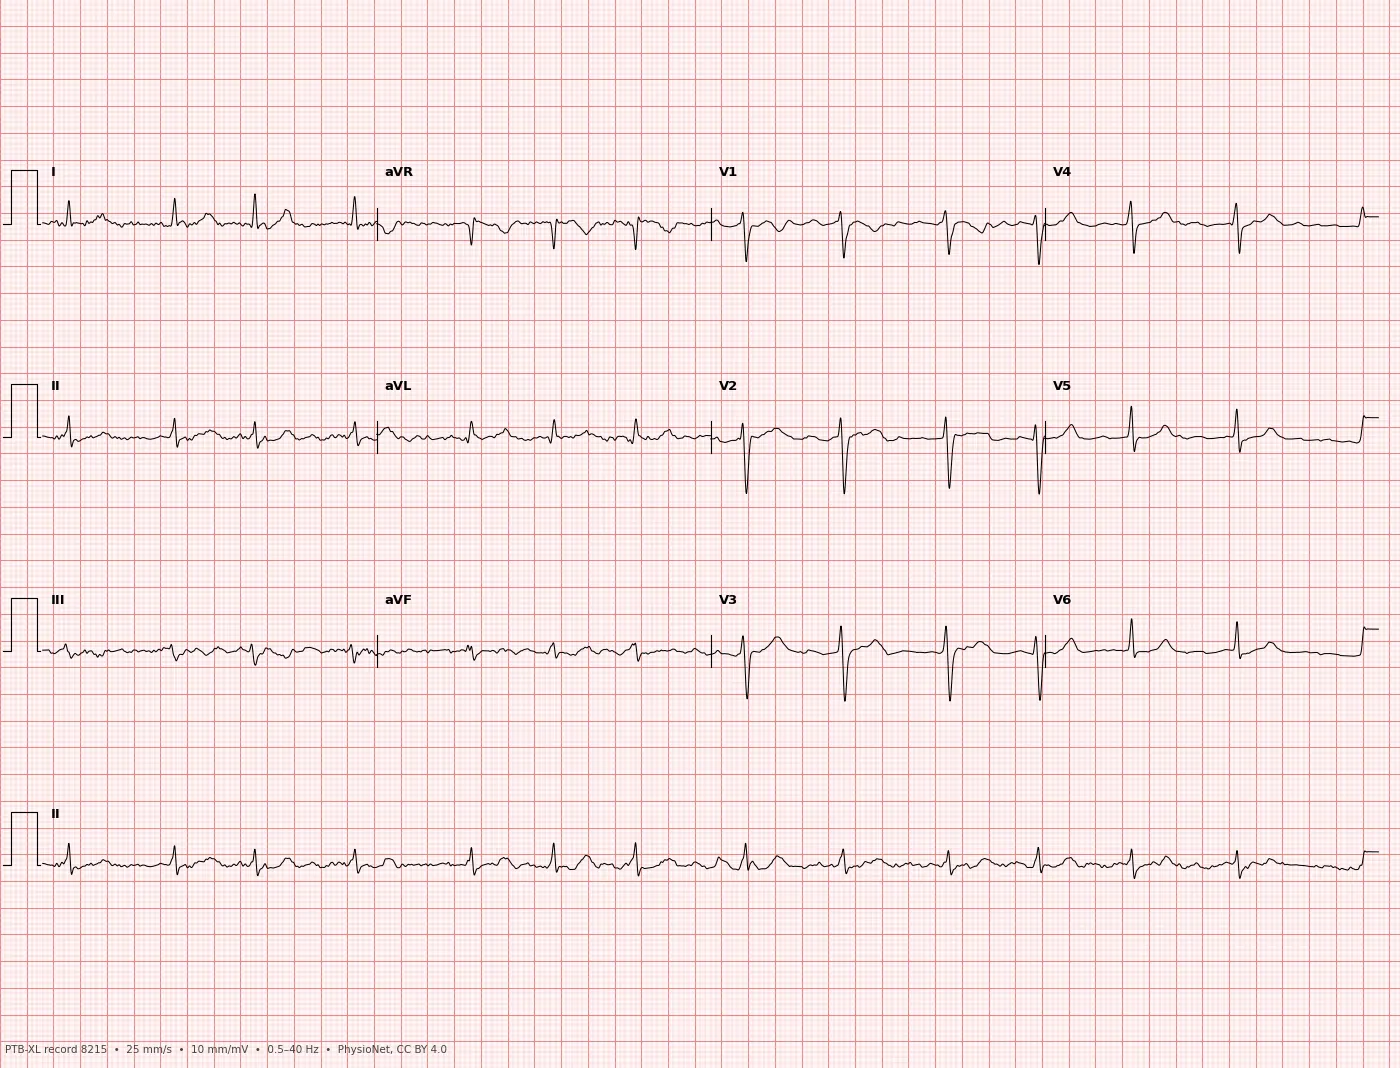 I aVR V1 V4
II aVL V2 V5
III aVF V3 V6
II
PTB-XL record 8215 • 25 mm/s • 10 mm/mV • 0.5–40 Hz • PhysioNet, CC BY 4.0